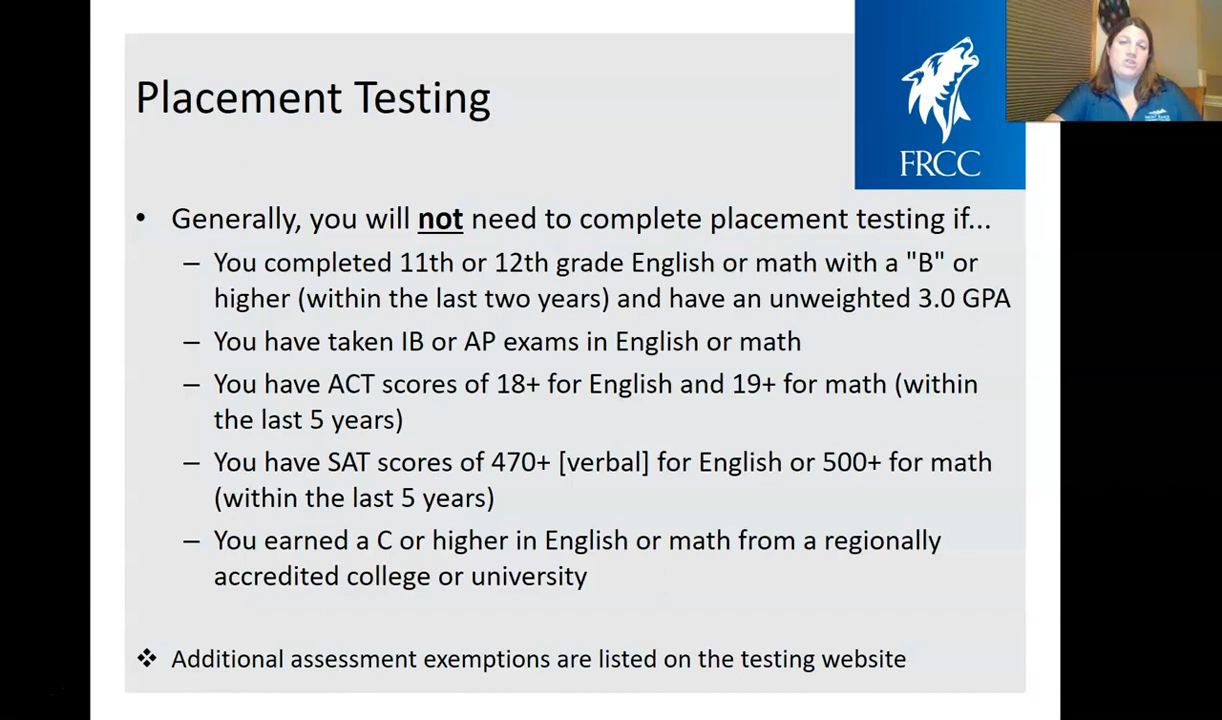 Placement Testing
FRCC
• Generally, you will not need to complete placement testing if...
– You completed 11th or 12th grade English or math with a "B" or
higher (within the last two years) and have an unweighted 3.0 GPA
– You have taken IB or AP exams in English or math
– You have ACT scores of 18+ for English and 19+ for math (within
the last 5 years)
– You have SAT scores of 470+ [verbal] for English or 500+ for math
(within the last 5 years)
– You earned a C or higher in English or math from a regionally
accredited college or university
❖ Additional assessment exemptions are listed on the testing website